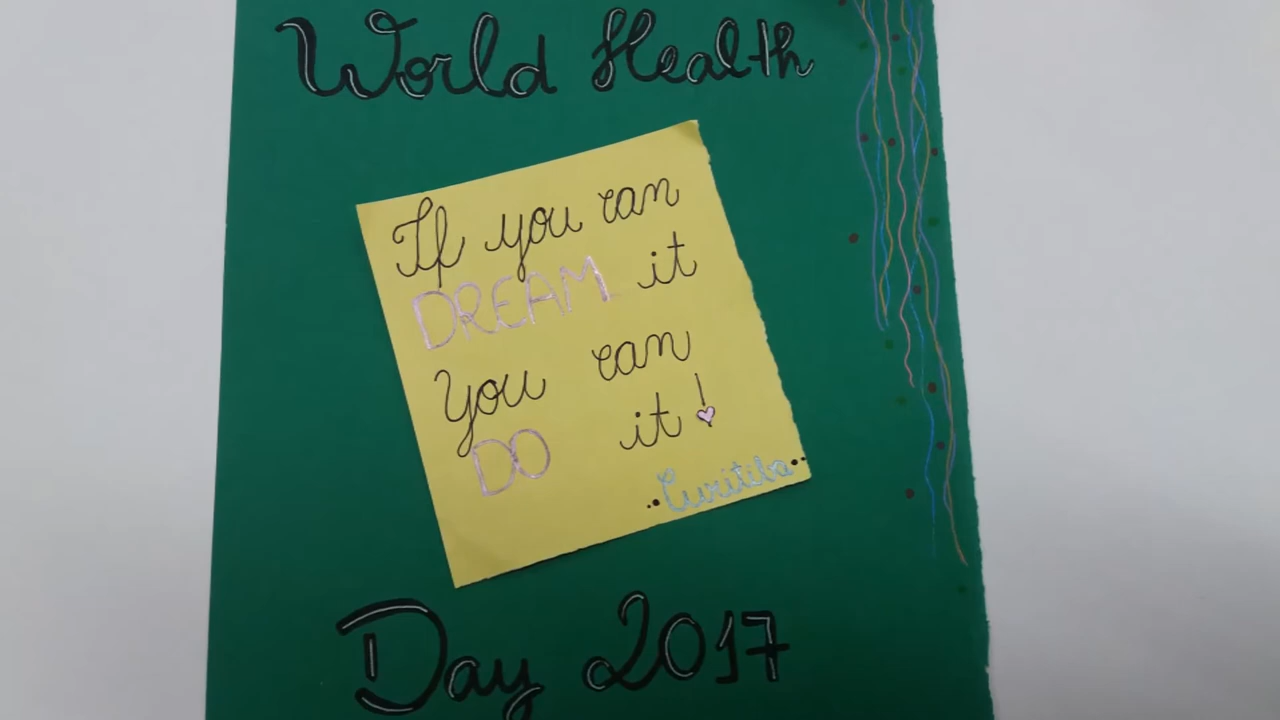 World Health
If you can
DREAM it
You can
DO it!
Curitiba
Day 2017